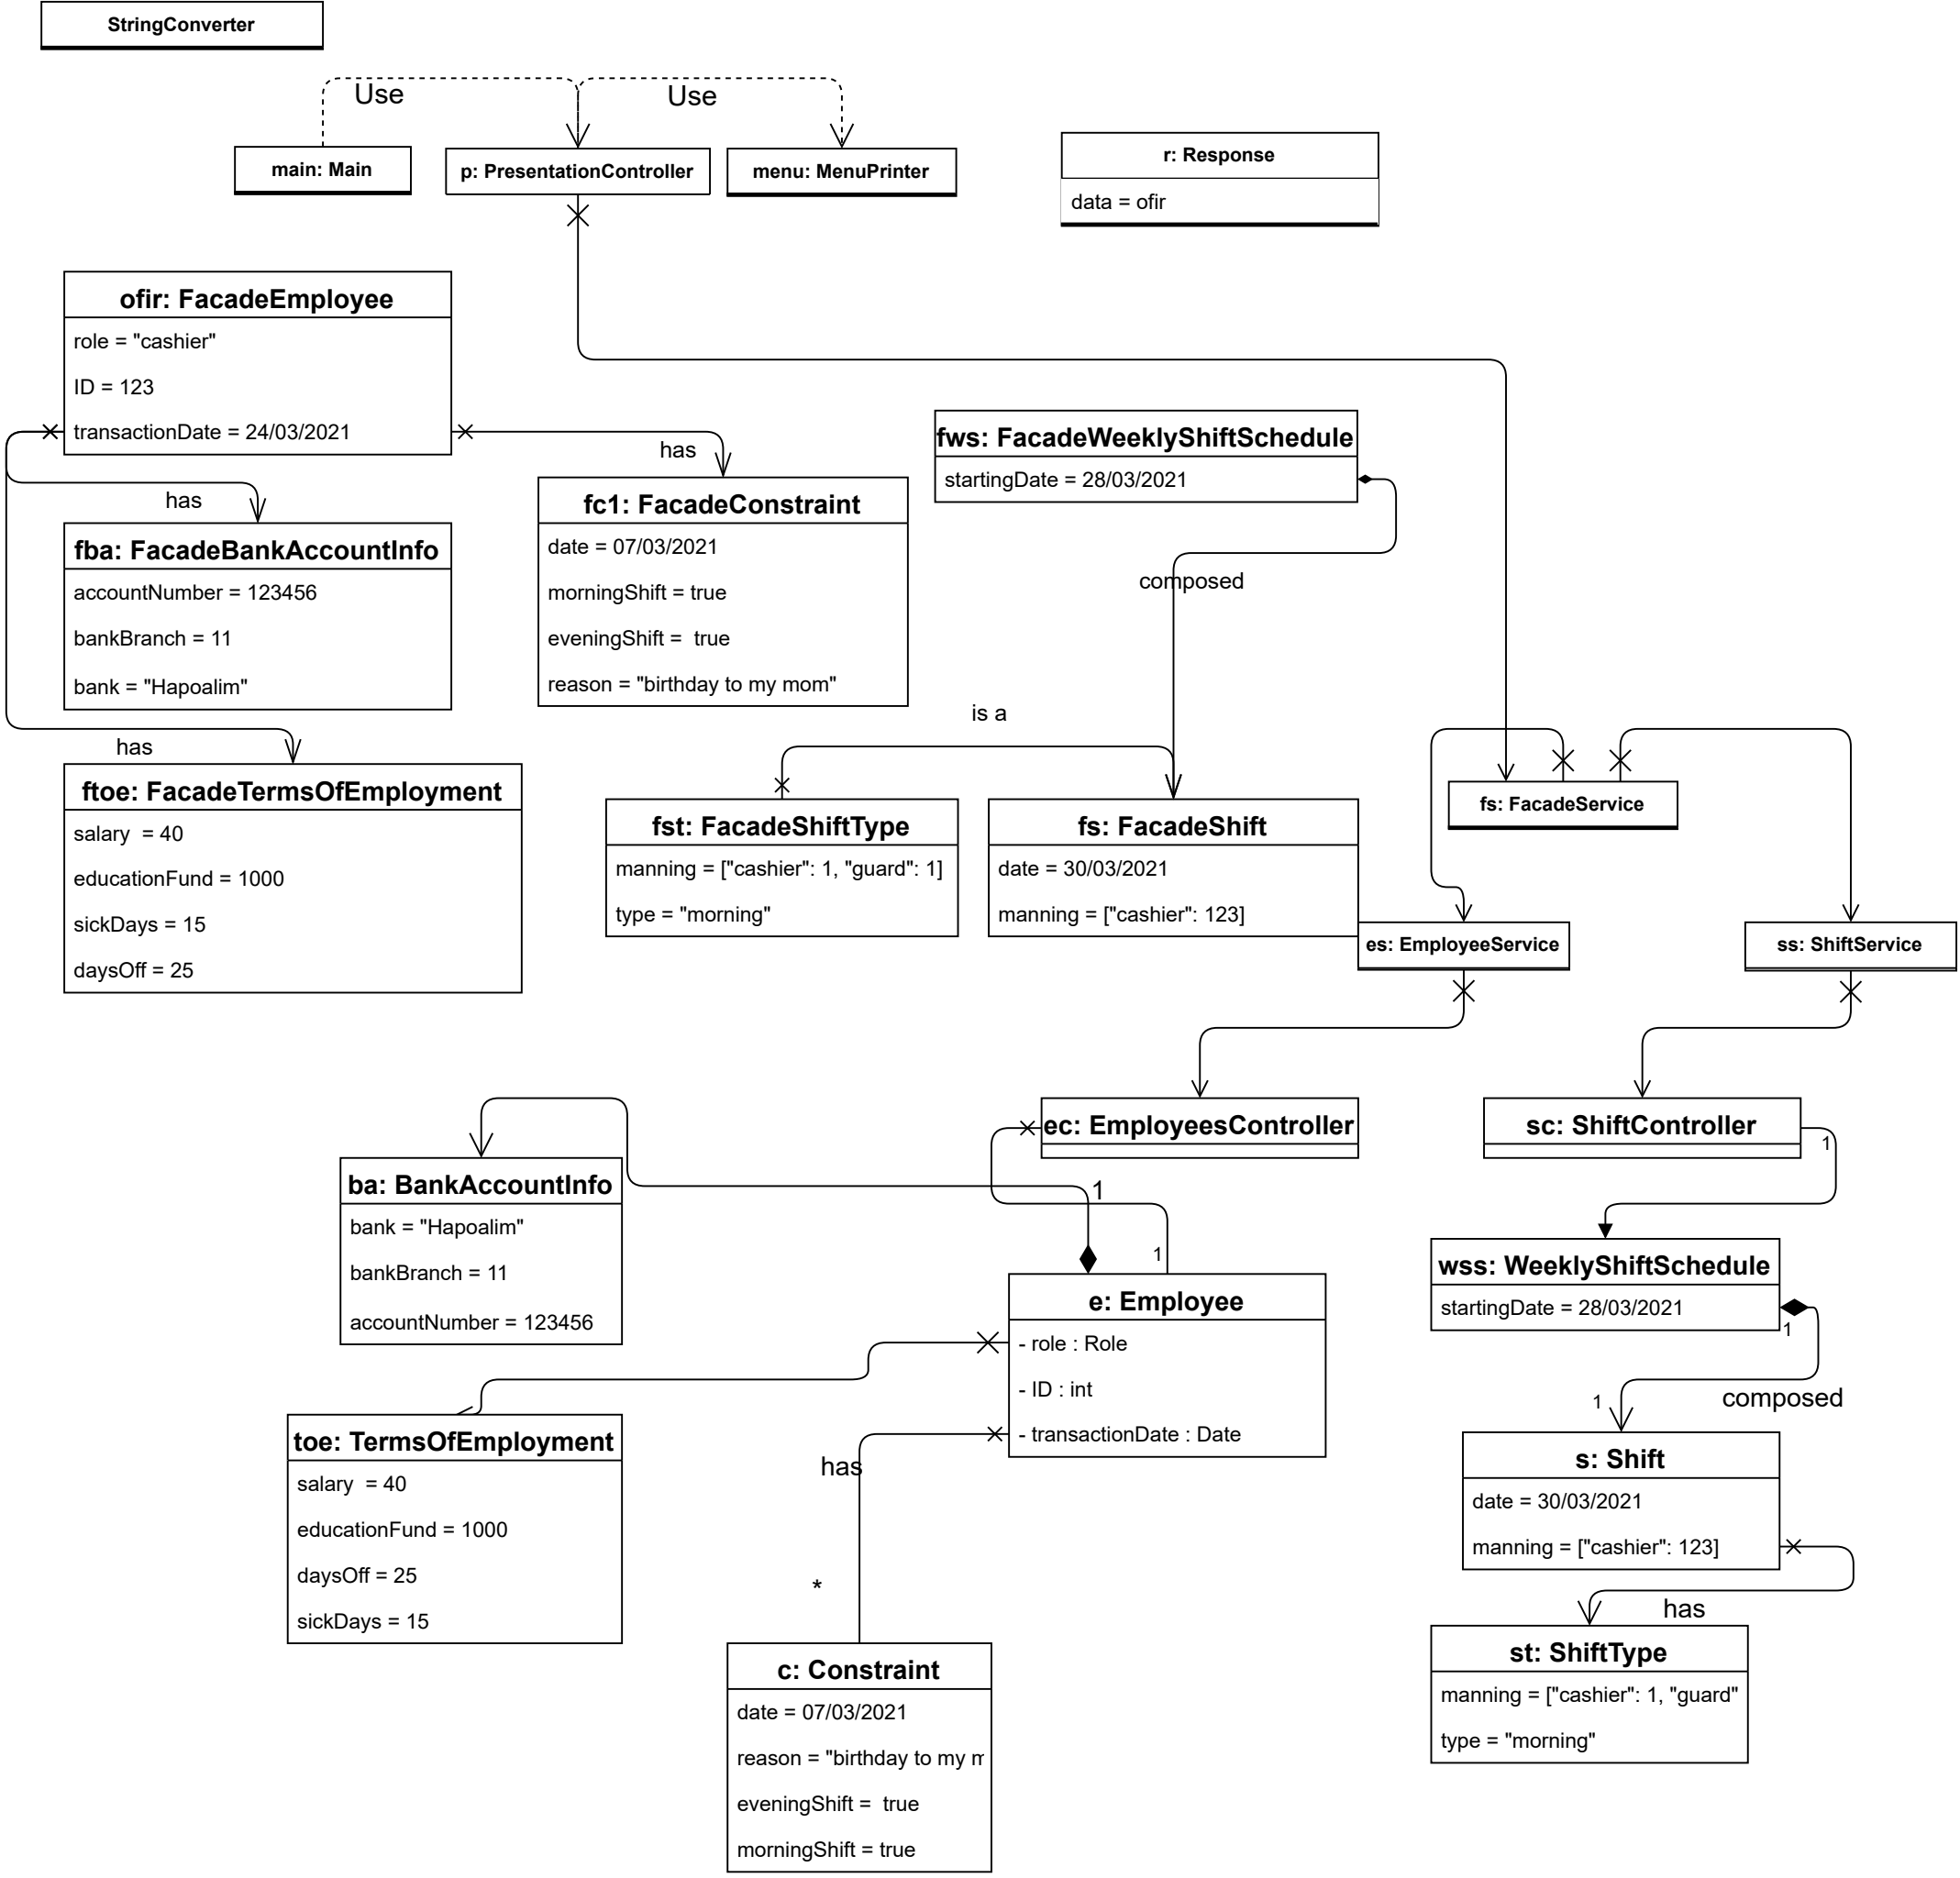 StringConverter
Use
Use
main: Main
p: PresentationController
menu: MenuPrinter
r: Response
data = ofir
ofir: FacadeEmployee
role = "cashier"
ID = 123
transactionDate = 24/03/2021
has
has
has
fba: FacadeBankAccountInfo
accountNumber = 123456
bankBranch = 11
bank = "Hapoalim"
fc1: FacadeConstraint
date = 07/03/2021
morningShift = true
eveningShift =  true
reason = "birthday to my mom"
fws: FacadeWeeklyShiftSchedule
startingDate = 28/03/2021
composed
is a
ftoe: FacadeTermsOfEmployment
salary  = 40
educationFund = 1000
sickDays = 15
daysOff = 25
fst: FacadeShiftType
manning = ["cashier": 1, "guard": 1]
type = "morning"
fs: FacadeShift
date = 30/03/2021
manning = ["cashier": 123]
fs: FacadeService
es: EmployeeService
ss: ShiftService
ec: EmployeesController
sc: ShiftController
1
ba: BankAccountInfo
bank = "Hapoalim"
bankBranch = 11
accountNumber = 123456
1
1
e: Employee
- role : Role
- ID : int
- transactionDate : Date
wss: WeeklyShiftSchedule
startingDate = 28/03/2021
1
1
composed
toe: TermsOfEmployment
salary  = 40
educationFund = 1000
daysOff = 25
sickDays = 15
has
*
s: Shift
date = 30/03/2021
manning = ["cashier": 123]
has
st: ShiftType
manning = ["cashier": 1, "guard"
type = "morning"
c: Constraint
date = 07/03/2021
reason = "birthday to my m
eveningShift =  true
morningShift = true